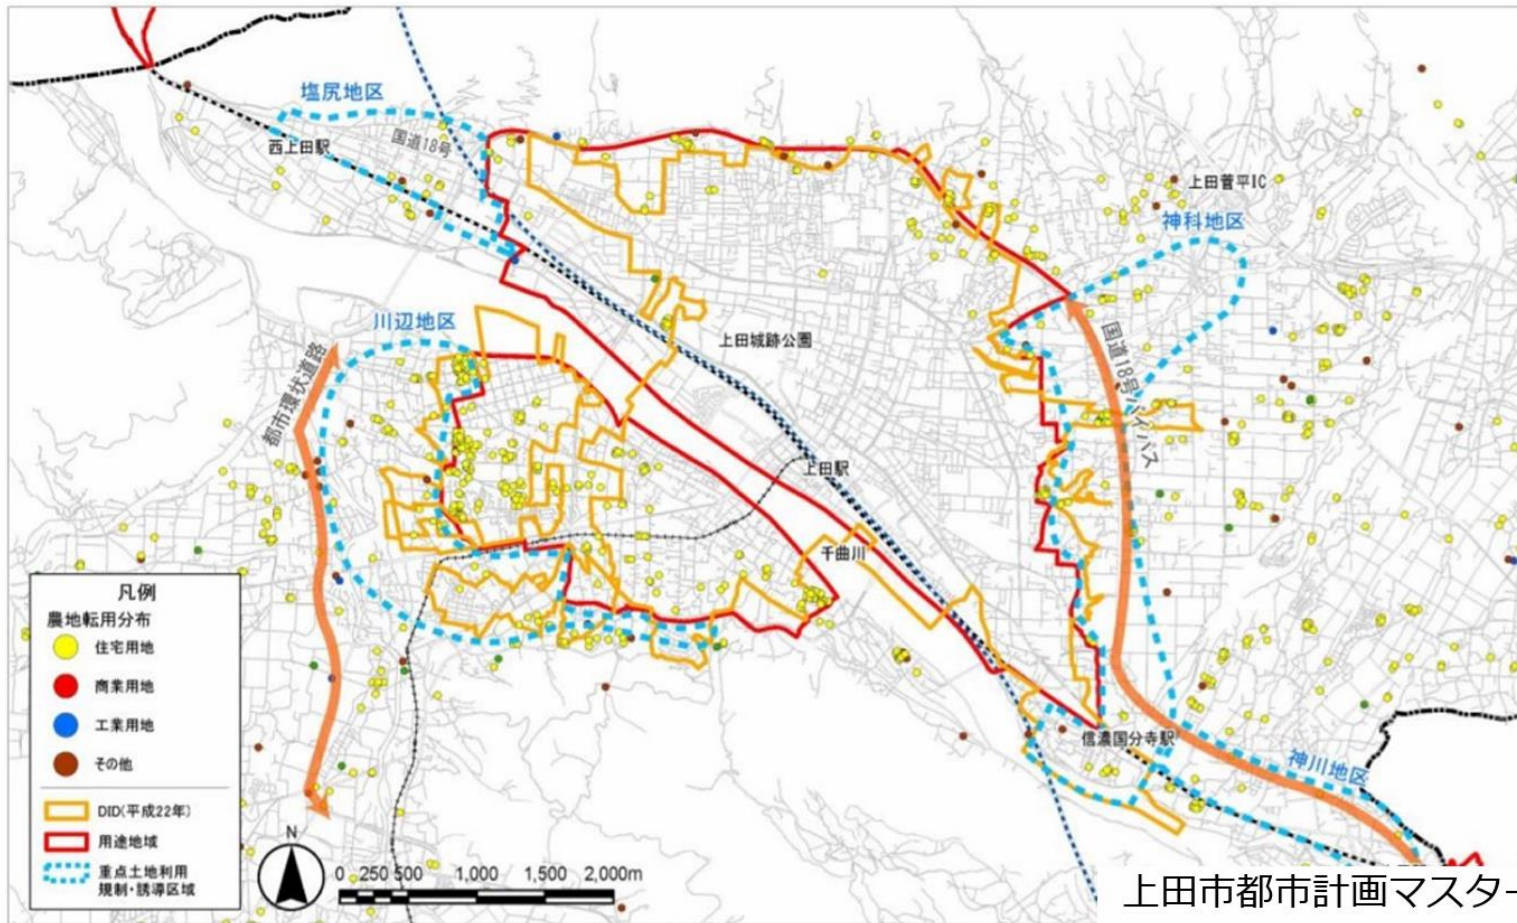 塩尻地区
国道18号
西上田駅
上田菅平IC
神科地区
川辺地区
都市環状道路
上田城跡公園
国道18号バイパス
上田駅
千曲川
信濃国分寺駅
神川地区
凡例
農地転用分布
住宅用地
商業用地
工業用地
その他
DID(平成22年)
用途地域
重点土地利用
規制・誘導区域
N
0 250 500 1,000 1,500 2,000m
上田市都市計画マスター